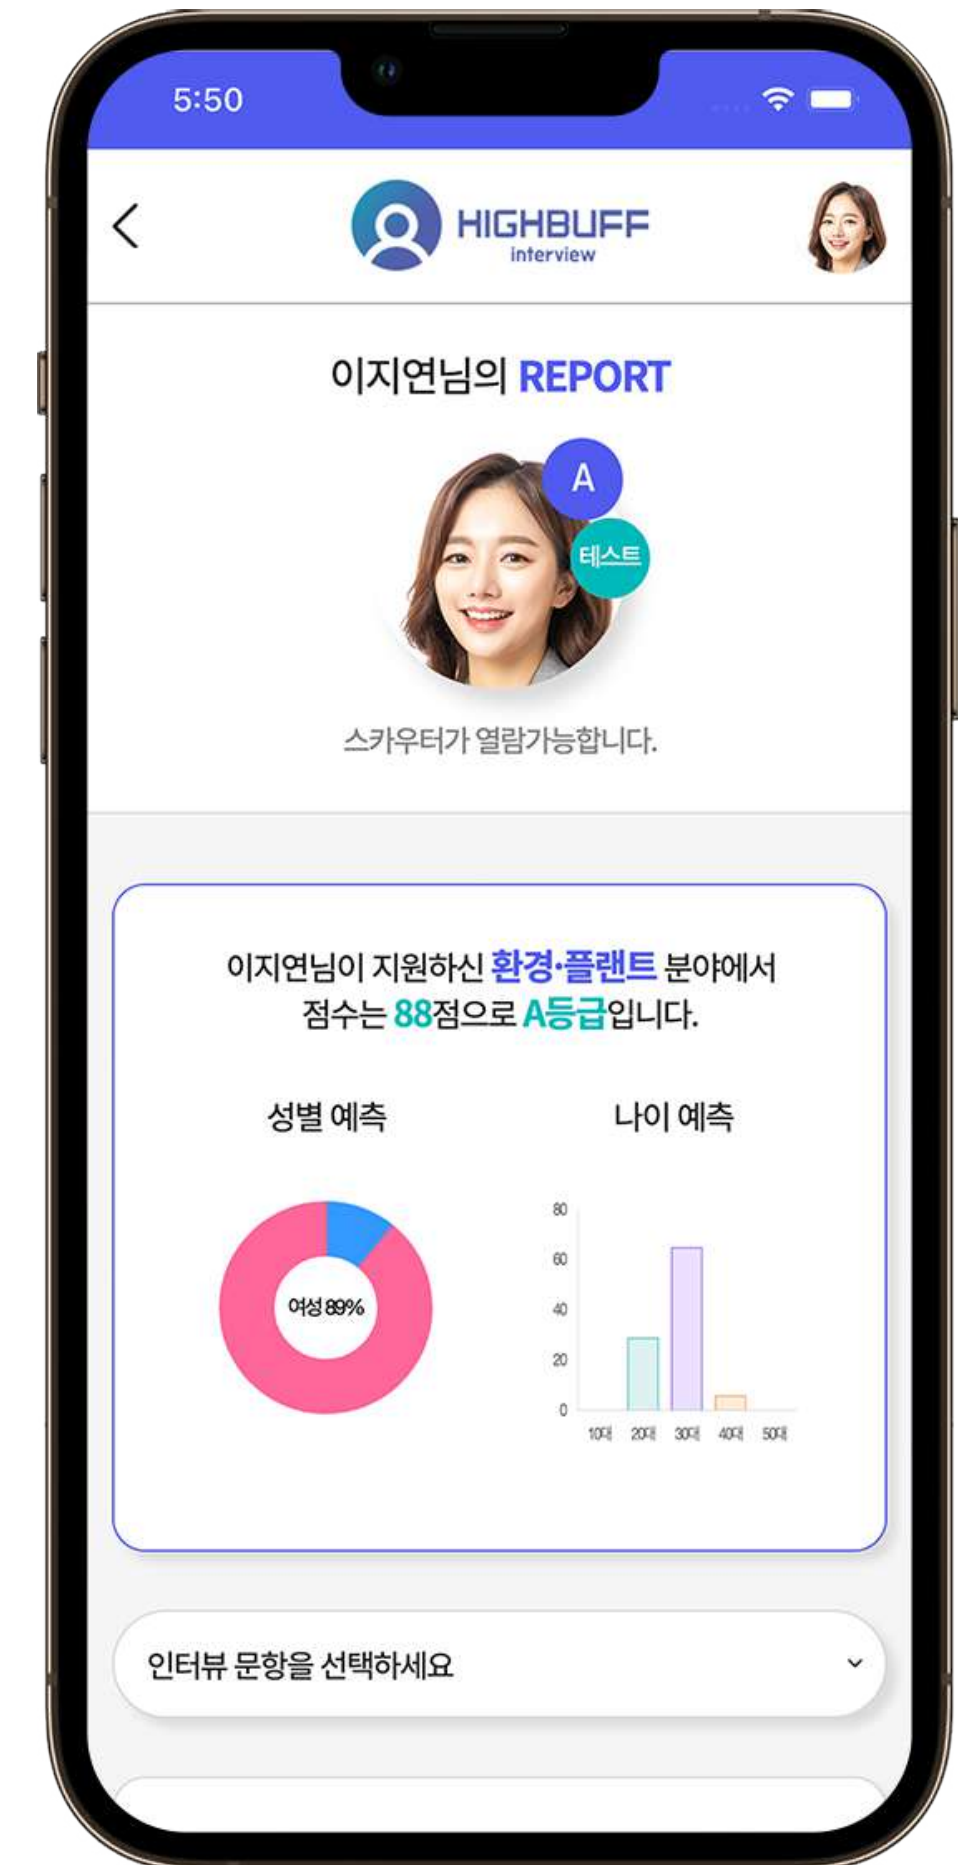 5:50
HIGHBUFF
interview
이지연님의 REPORT
A
테스트
스카우터가 열람가능합니다.
이지연님이 지원하신 환경·플랜트 분야에서
점수는 88점으로 A등급입니다.
성별 예측
나이 예측
여성 89%
80
60
40
20
0
10대 20대 30대 40대 50대
인터뷰 문항을 선택하세요